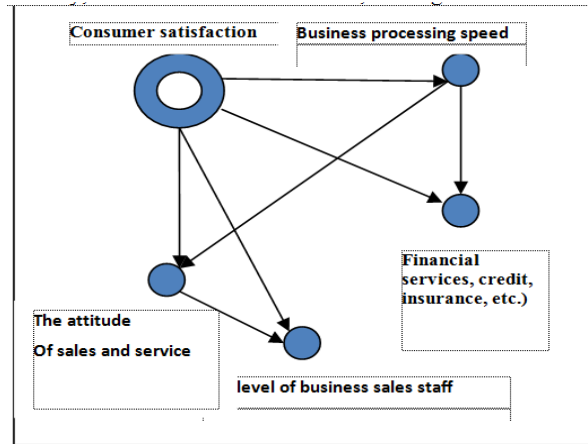 Consumer satisfaction
Business processing speed
Financial
services, credit,
insurance, etc.)
The attitude
Of sales and service
level of business sales staff